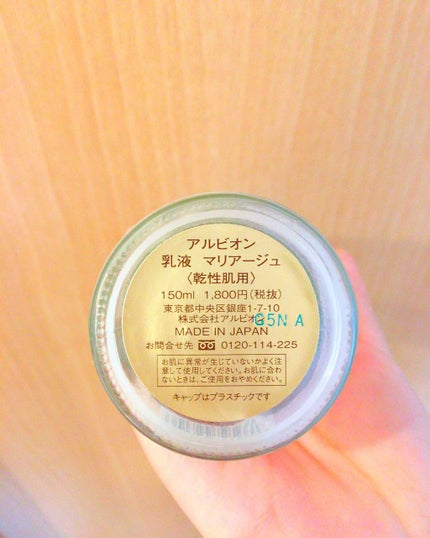 アルビオン
乳液 マリアージュ
〈乾性肌用〉
150ml 1,800円(税抜)
東京都中央区銀座1-7-10
株式会社アルビオン
G5N A
MADE IN JAPAN
お問合せ先 0120-114-225
お肌に異常が生じていないかよく注
意して使用してください。お肌に合わ
ないときは、ご使用をおやめください。
キャップはプラスチックです